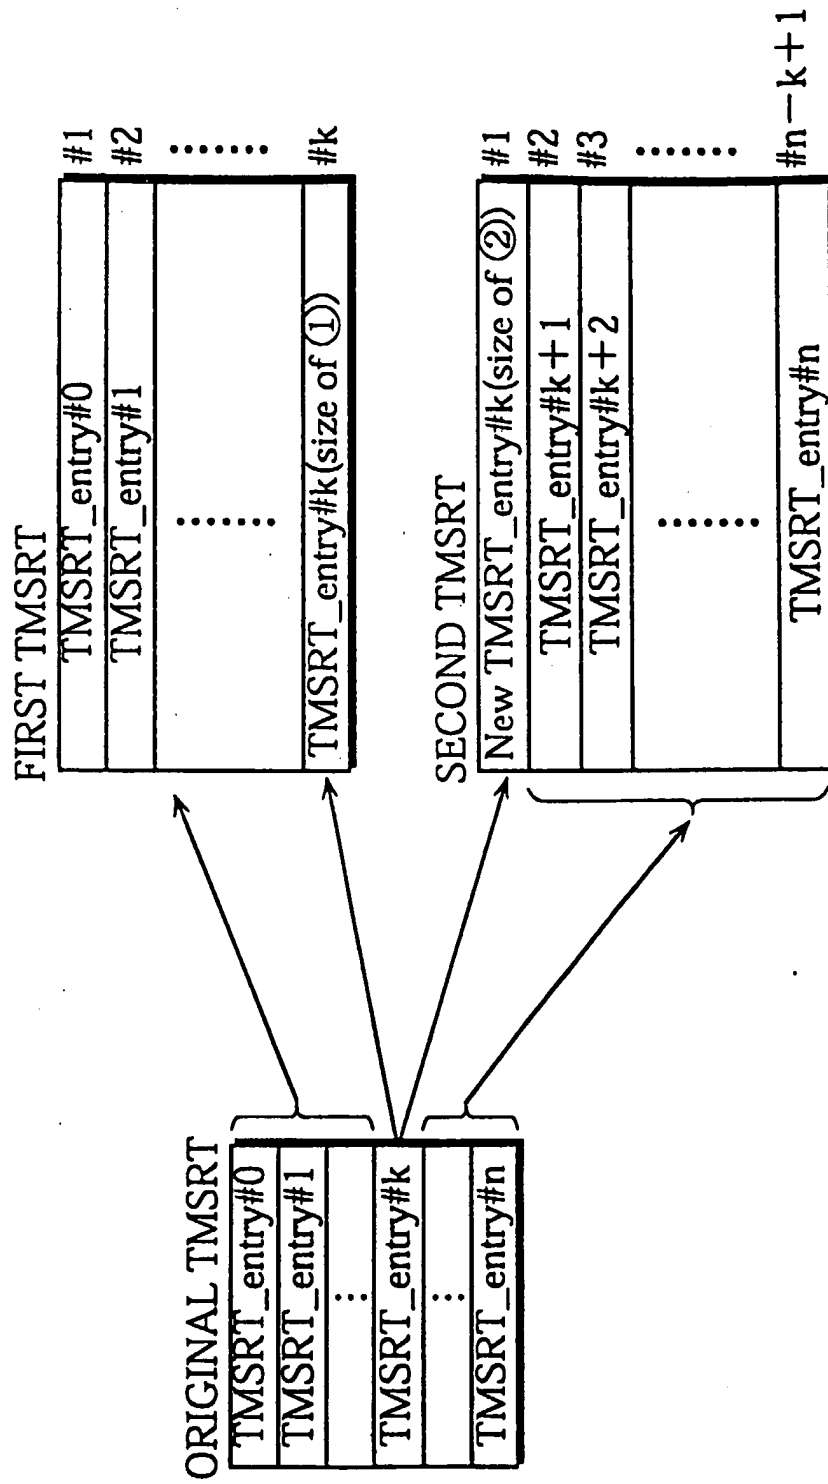 ORIGINAL TMSRT
TMSRT_entry#0
TMSRT_entry#1
⋯
TMSRT_entry#k
⋯
TMSRT_entry#n
FIRST TMSRT
TMSRT_entry#0 #1
TMSRT_entry#1 #2
······· ·······
TMSRT_entry#k(size of ①) #k
SECOND TMSRT
New TMSRT_entry#k(size of ②) #1
TMSRT_entry#k+1 #2
TMSRT_entry#k+2 #3
······· ·······
TMSRT_entry#n #n−k+1